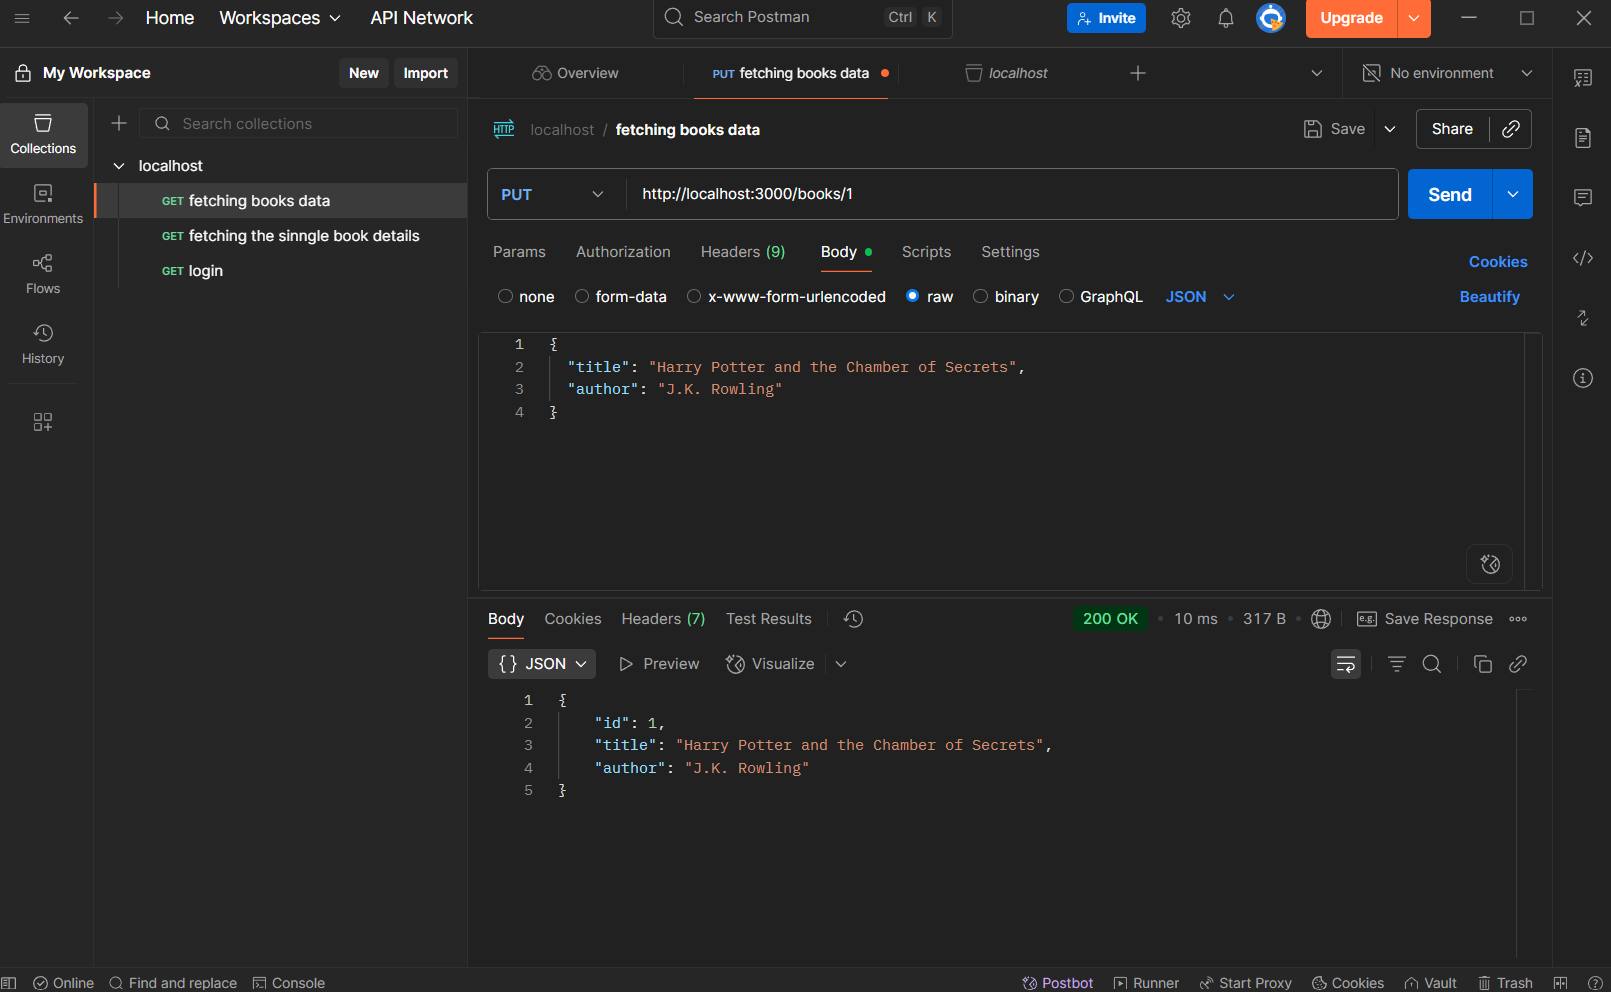 Home Workspaces API Network Search Postman Ctrl K Invite Upgrade
My Workspace New Import Overview PUT fetching books data localhost No environment
Collections
Environments
Flows
History
Search collections
localhost
GET fetching books data
GET fetching the sinngle book details
GET login
HTTP localhost / fetching books data Save Share
PUT http://localhost:3000/books/1 Send
Params Authorization Headers (9) Body Scripts Settings Cookies
none form-data x-www-form-urlencoded raw binary GraphQL JSON Beautify
1 {
2 "title": "Harry Potter and the Chamber of Secrets",
3 "author": "J.K. Rowling"
4 }
Body Cookies Headers (7) Test Results 200 OK • 10 ms • 317 B • e.g. Save Response
{} JSON Preview Visualize
1 {
2 "id": 1,
3 "title": "Harry Potter and the Chamber of Secrets",
4 "author": "J.K. Rowling"
5 }
Online Find and replace Console Postbot Runner Start Proxy Cookies Vault Trash